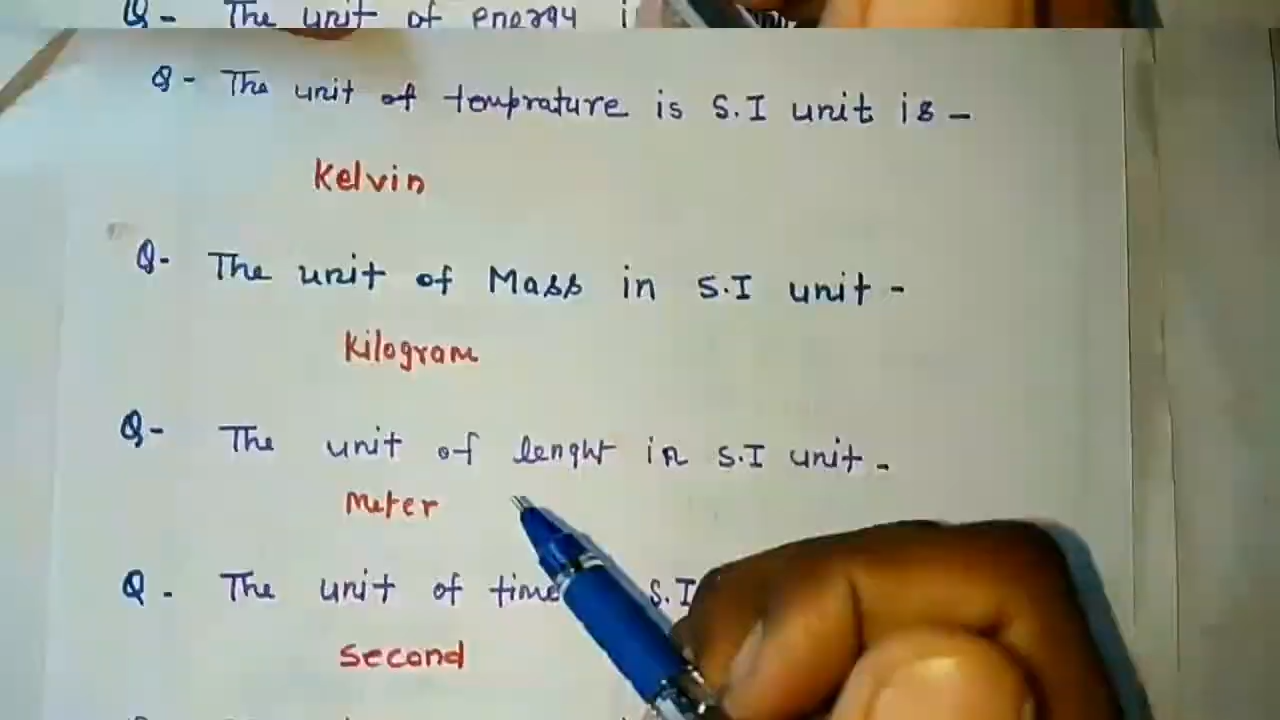 Q- The unit of energy i
Q- The unit of touprature is S.I unit is -
Kelvin
Q- The unit of Mass in S.I unit -
Kilogram
Q- The unit of lenght in S.I unit -
Meter
Q- The unit of time S.I
Second